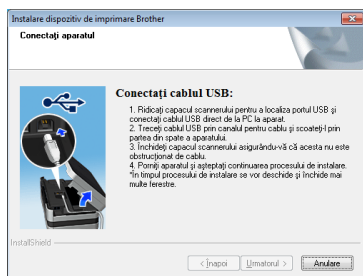 Instalare dispozitiv de imprimare Brother
Conectaţi aparatul
Conectaţi cablul USB:
1. Ridicaţi capacul scannerului pentru a localiza portul USB şi
conectaţi cablul USB direct de la PC la aparat.
2. Treceţi cablul USB prin canalul pentru cablu şi scoateţi-l prin
partea din spate a aparatului.
3. Închideţi capacul scannerului asigurându-vă că acesta nu este
obstrucţionat de cablu.
4. Porniţi aparatul şi aşteptaţi continuarea procesului de instalare.
*În timpul procesului de instalare se vor deschide şi închide mai
multe ferestre.
InstallShield
< Înapoi
Urmatorul >
Anulare